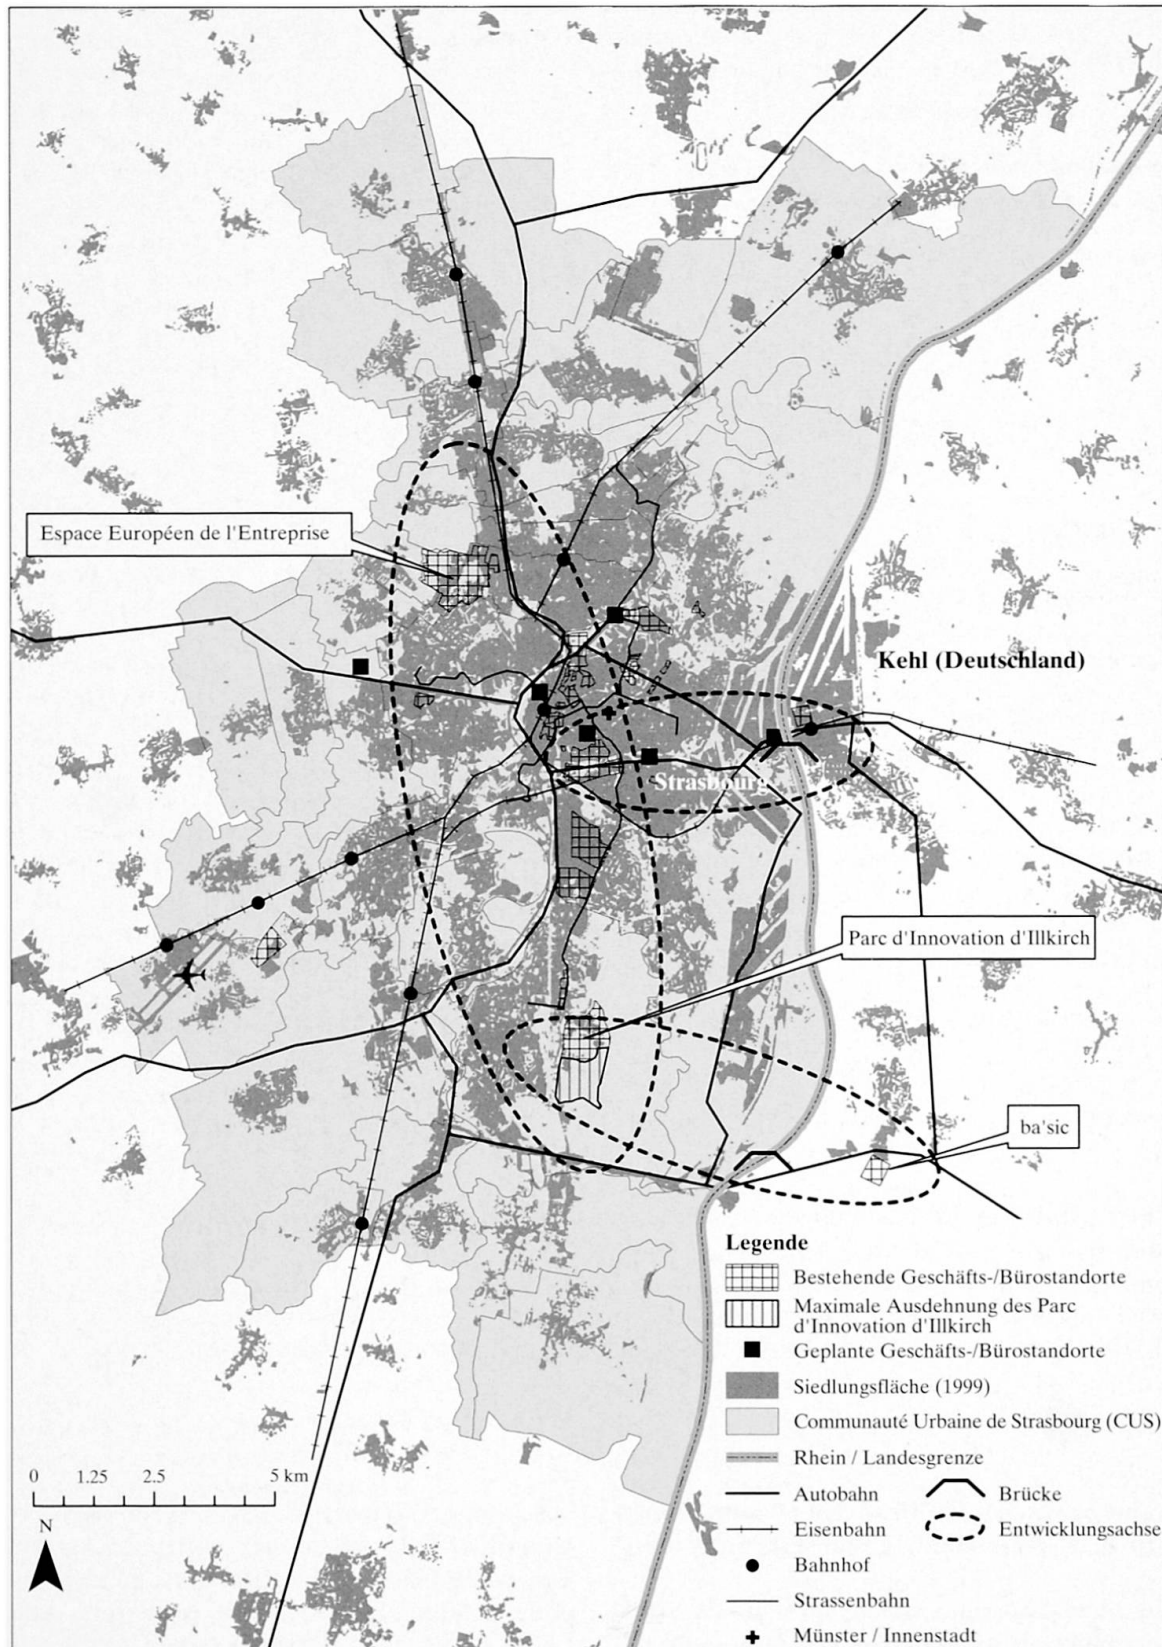 Espace Européen de l'Entreprise
Kehl (Deutschland)
Strasbourg
Parc d'Innovation d'Illkirch
ba'sic
Legende
Bestehende Geschäfts-/Bürostandorte
Maximale Ausdehnung des Parc
d'Innovation d'Illkirch
Geplante Geschäfts-/Bürostandorte
Siedlungsfläche (1999)
Communauté Urbaine de Strasbourg (CUS)
Rhein / Landesgrenze
Autobahn
Brücke
Eisenbahn
Entwicklungsachse
Bahnhof
Strassenbahn
Münster / Innenstadt
0 1.25 2.5 5 km
N